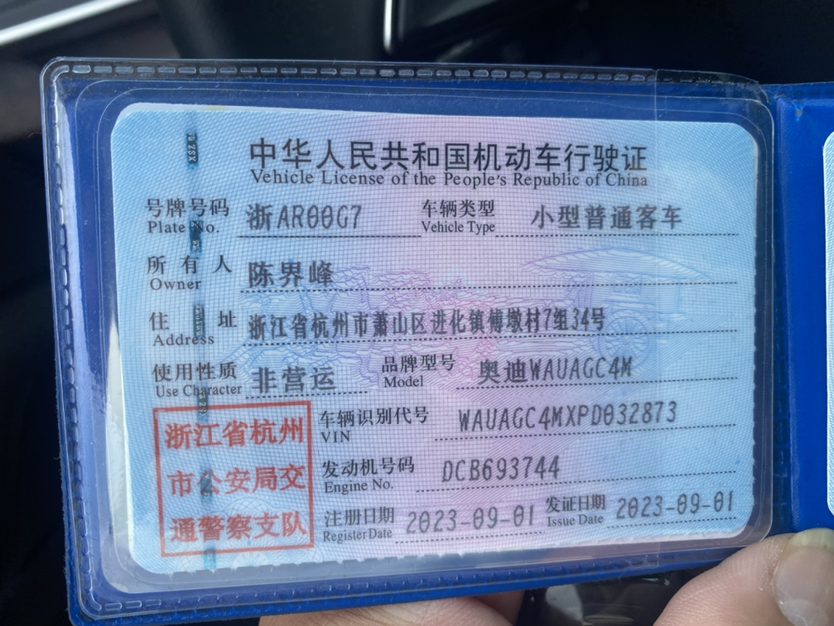 中华人民共和国机动车行驶证
Vehicle License of the People's Republic of China
号牌号码 浙AR00G7 车辆类型 小型普通客车
Plate No. Vehicle Type
所有人 陈界峰
Owner
住址 浙江省杭州市萧山区进化镇傅墩村7组34号
Address
使用性质 非营运 品牌型号 奥迪WAUAGC4M
Use Character Model
浙江省杭州
市公安局交
通警察支队
车辆识别代号 WAUAGC4MXPD032873
VIN
发动机号码 DCB693744
Engine No.
注册日期 2023-09-01 发证日期 2023-09-01
Register Date Issue Date